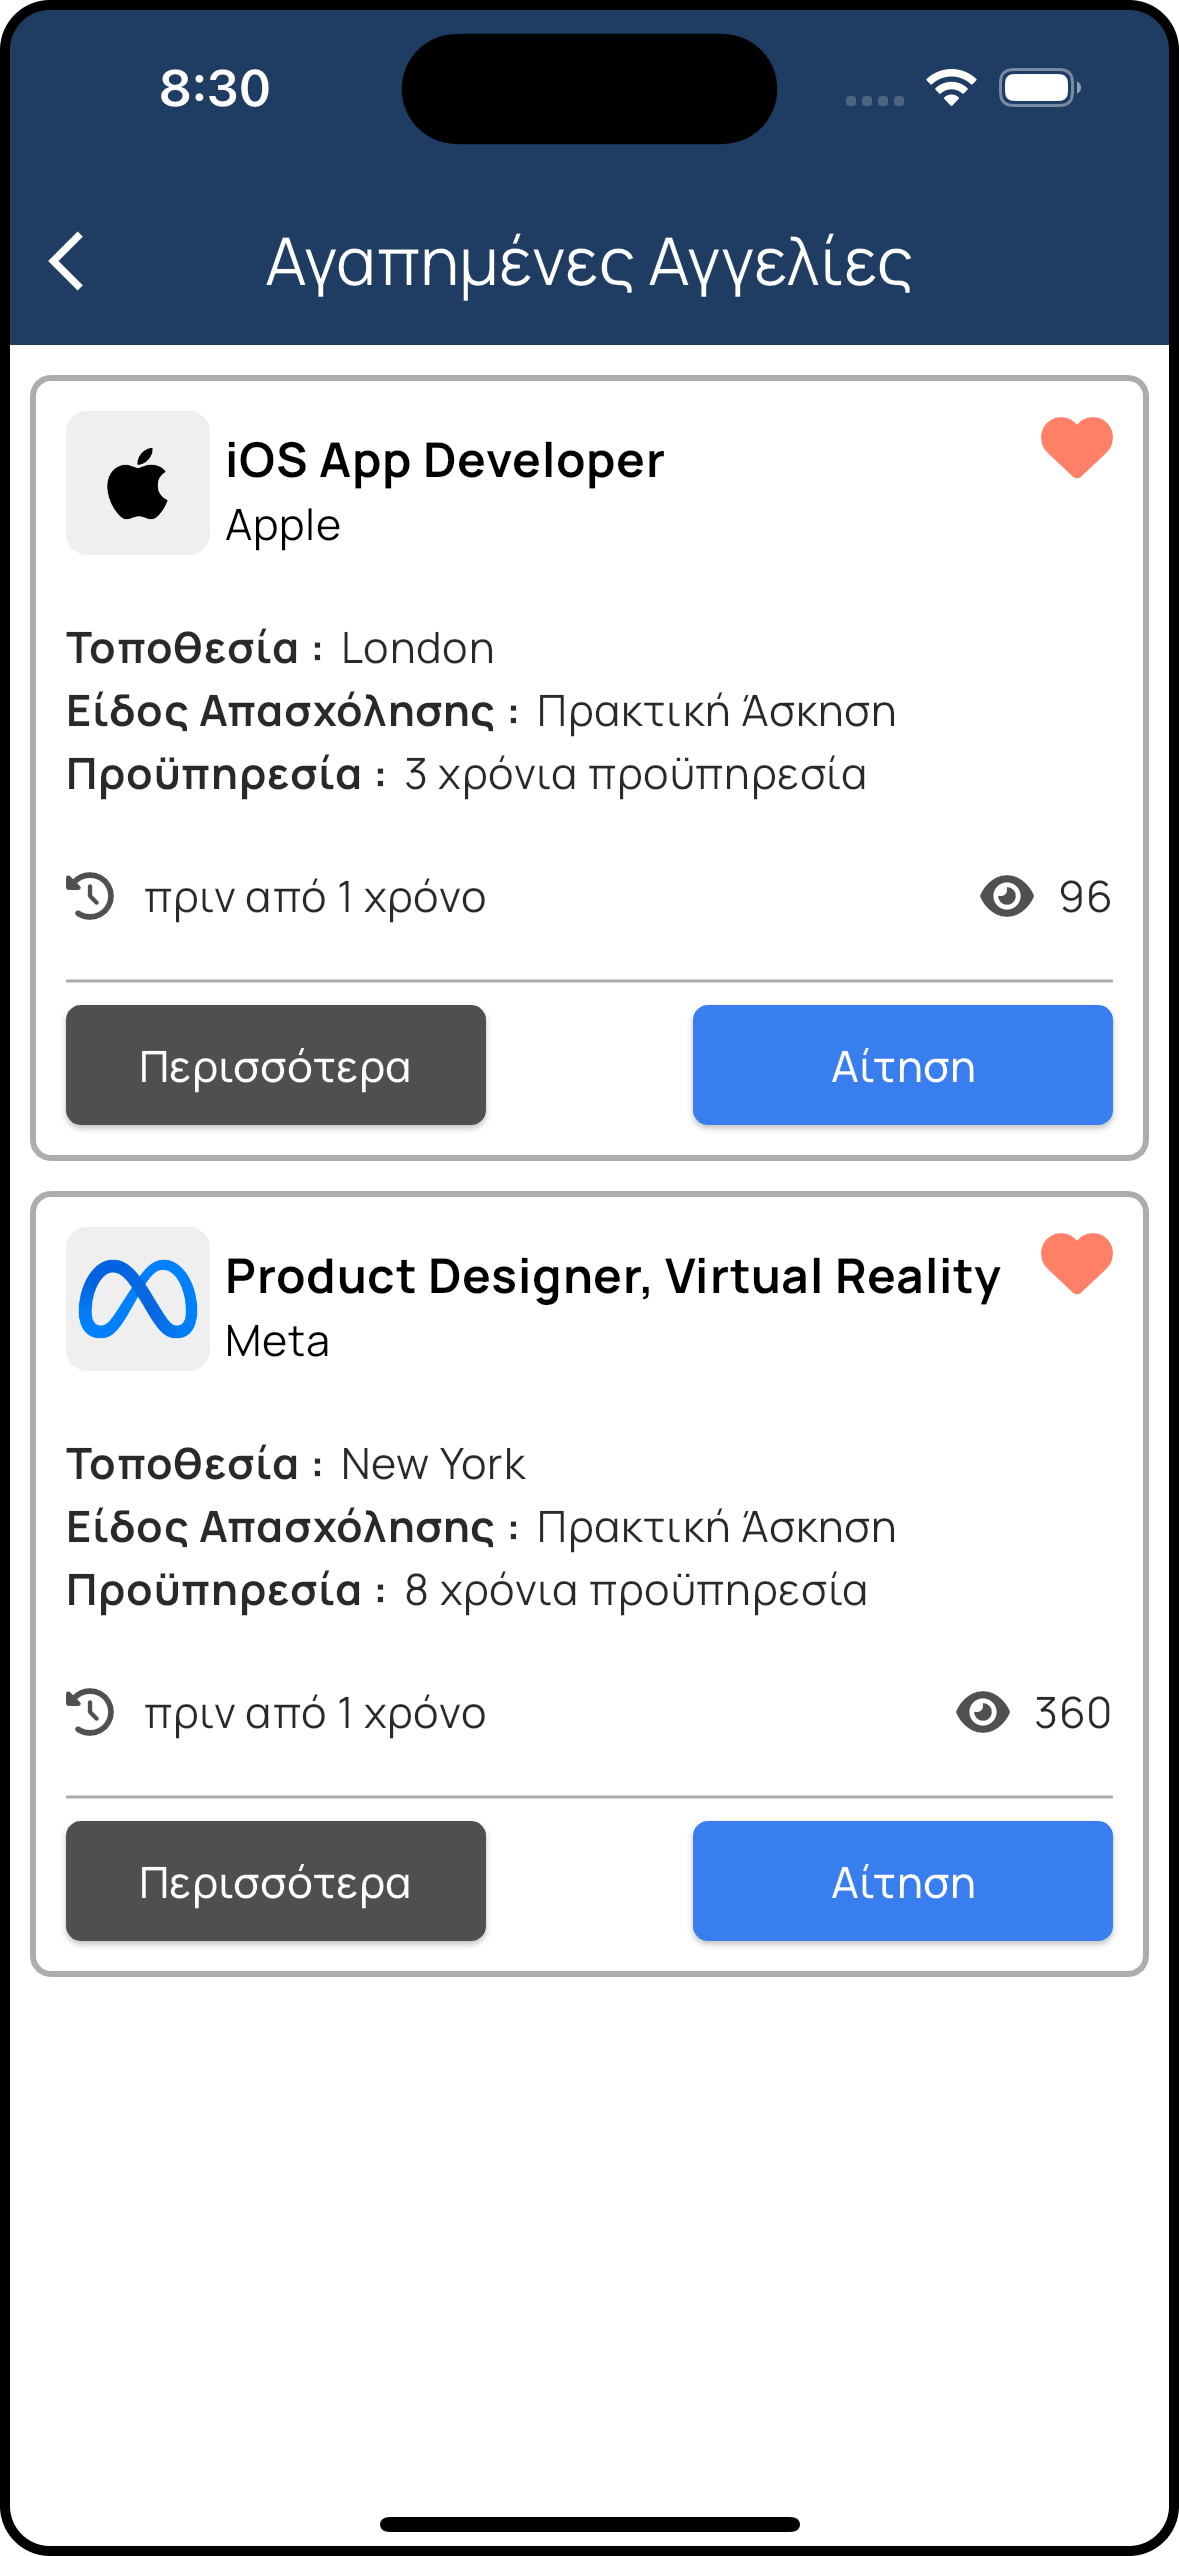 8:30
Αγαπημένες Αγγελίες
iOS App Developer
Apple
Τοποθεσία : London
Είδος Απασχόλησης : Πρακτική Άσκηση
Προϋπηρεσία : 3 χρόνια προϋπηρεσία
πριν από 1 χρόνο 96
Περισσότερα Αίτηση
Product Designer, Virtual Reality
Meta
Τοποθεσία : New York
Είδος Απασχόλησης : Πρακτική Άσκηση
Προϋπηρεσία : 8 χρόνια προϋπηρεσία
πριν από 1 χρόνο 360
Περισσότερα Αίτηση